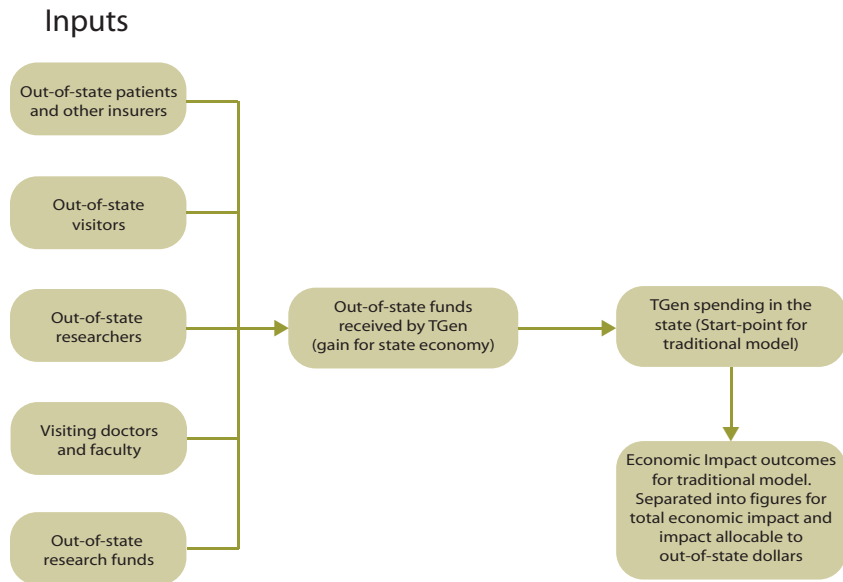 Inputs
Out-of-state patients
and other insurers
Out-of-state
visitors
Out-of-state
researchers
Visiting doctors
and faculty
Out-of-state
research funds
Out-of-state funds
received by TGen
(gain for state economy)
TGen spending in the
state (Start-point for
traditional model)
Economic Impact outcomes
for traditional model.
Separated into figures for
total economic impact and
impact allocable to
out-of-state dollars